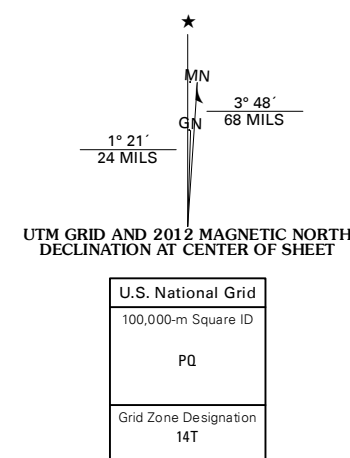 ★
MN
3° 48´
68 MILS
GN
1° 21´
24 MILS
UTM GRID AND 2012 MAGNETIC NORTH
DECLINATION AT CENTER OF SHEET
U.S. National Grid
100,000-m Square ID
PQ
Grid Zone Designation
14T